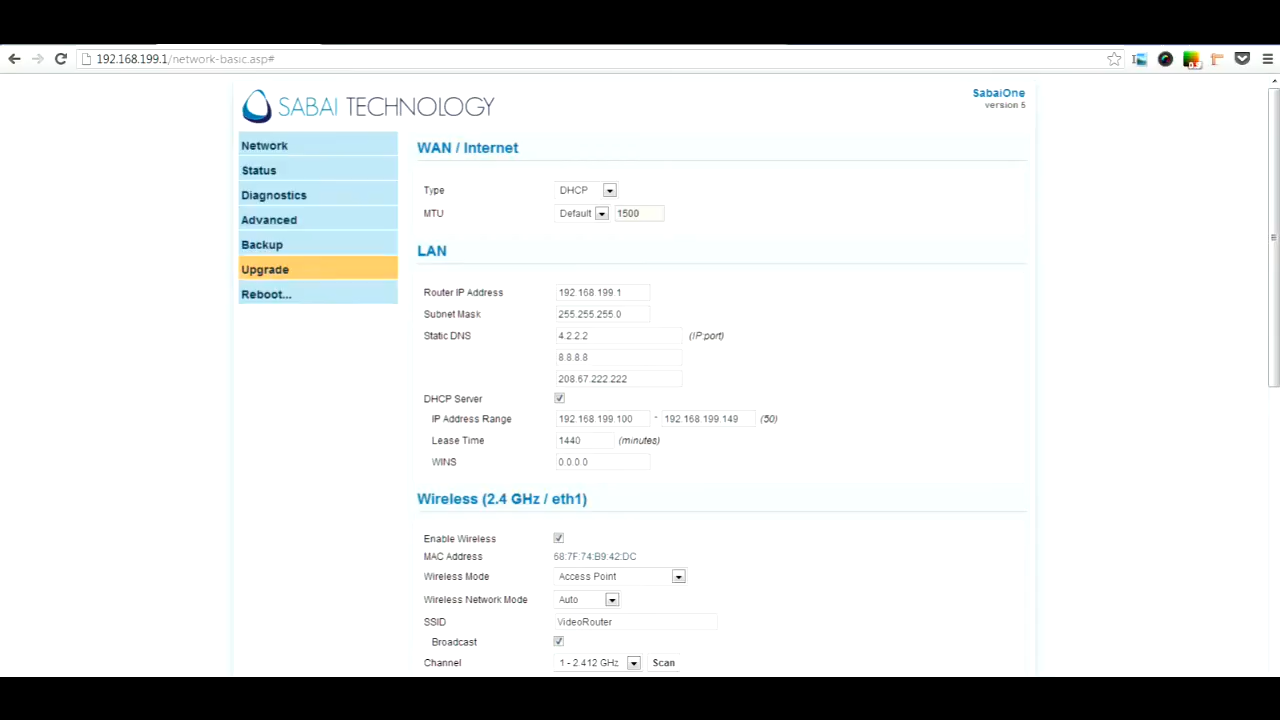 192.168.199.1/network-basic.asp#
SABAI TECHNOLOGY
SabaiOne
version 5
Network
Status
Diagnostics
Advanced
Backup
Upgrade
Reboot...
WAN / Internet
Type DHCP
MTU Default 1500
LAN
Router IP Address 192.168.199.1
Subnet Mask 255.255.255.0
Static DNS 4.2.2.2 (IP:port)
8.8.8.8
208.67.222.222
DHCP Server
IP Address Range 192.168.199.100 - 192.168.199.149 (50)
Lease Time 1440 (minutes)
WINS 0.0.0.0
Wireless (2.4 GHz / eth1)
Enable Wireless
MAC Address 68:7F:74:B9:42:DC
Wireless Mode Access Point
Wireless Network Mode Auto
SSID VideoRouter
Broadcast
Channel 1 - 2.412 GHz Scan